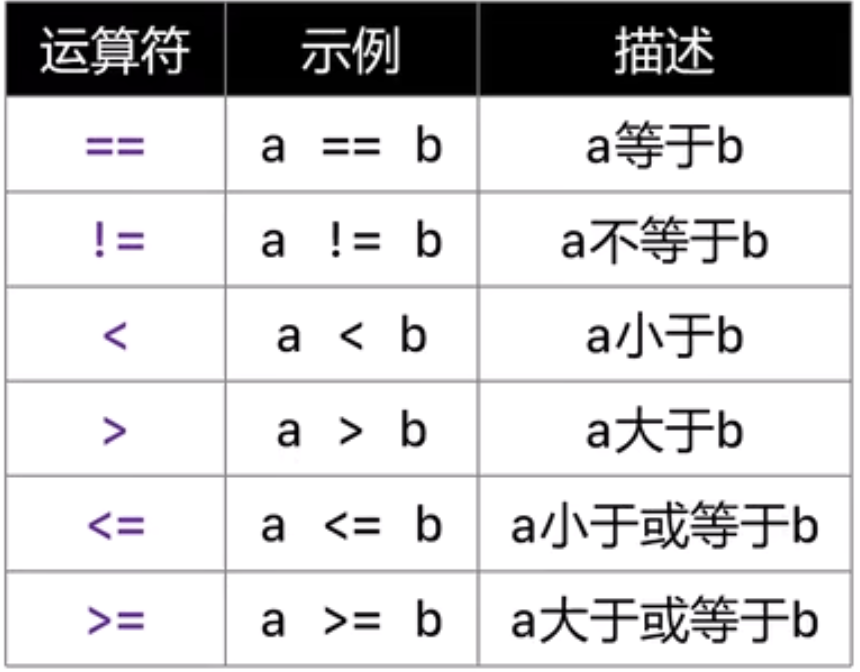 运算符 示例 描述
== a == b a等于b
!= a != b a不等于b
< a < b a小于b
> a > b a大于b
<= a <= b a小于或等于b
>= a >= b a大于或等于b